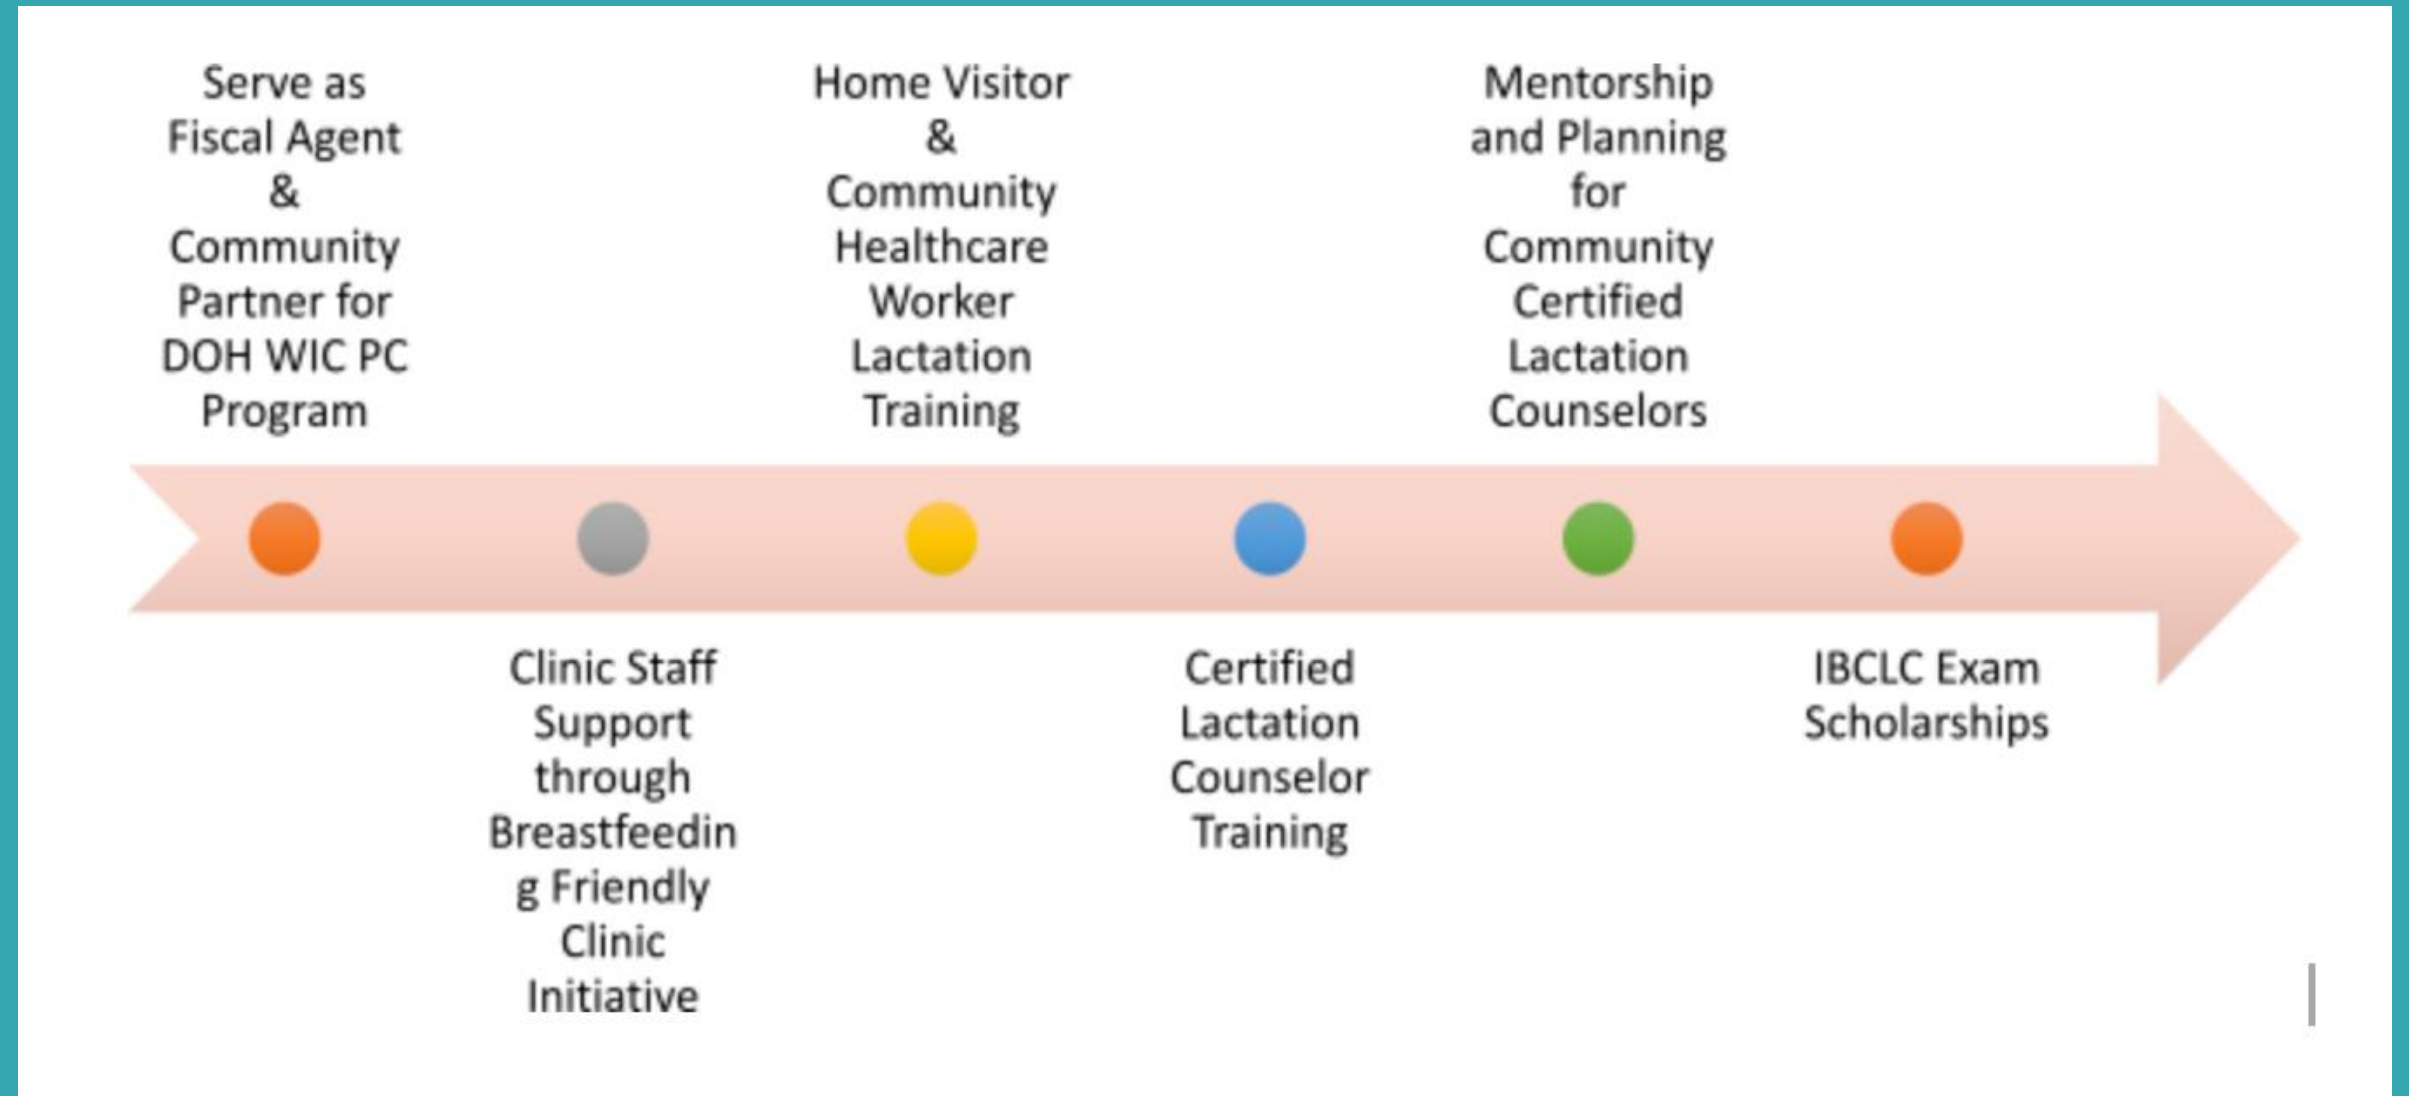 Serve as
Fiscal Agent
&
Community
Partner for
DOH WIC PC
Program
Clinic Staff
Support
through
Breastfeedin
g Friendly
Clinic
Initiative
Home Visitor
&
Community
Healthcare
Worker
Lactation
Training
Certified
Lactation
Counselor
Training
Mentorship
and Planning
for
Community
Certified
Lactation
Counselors
IBCLC Exam
Scholarships